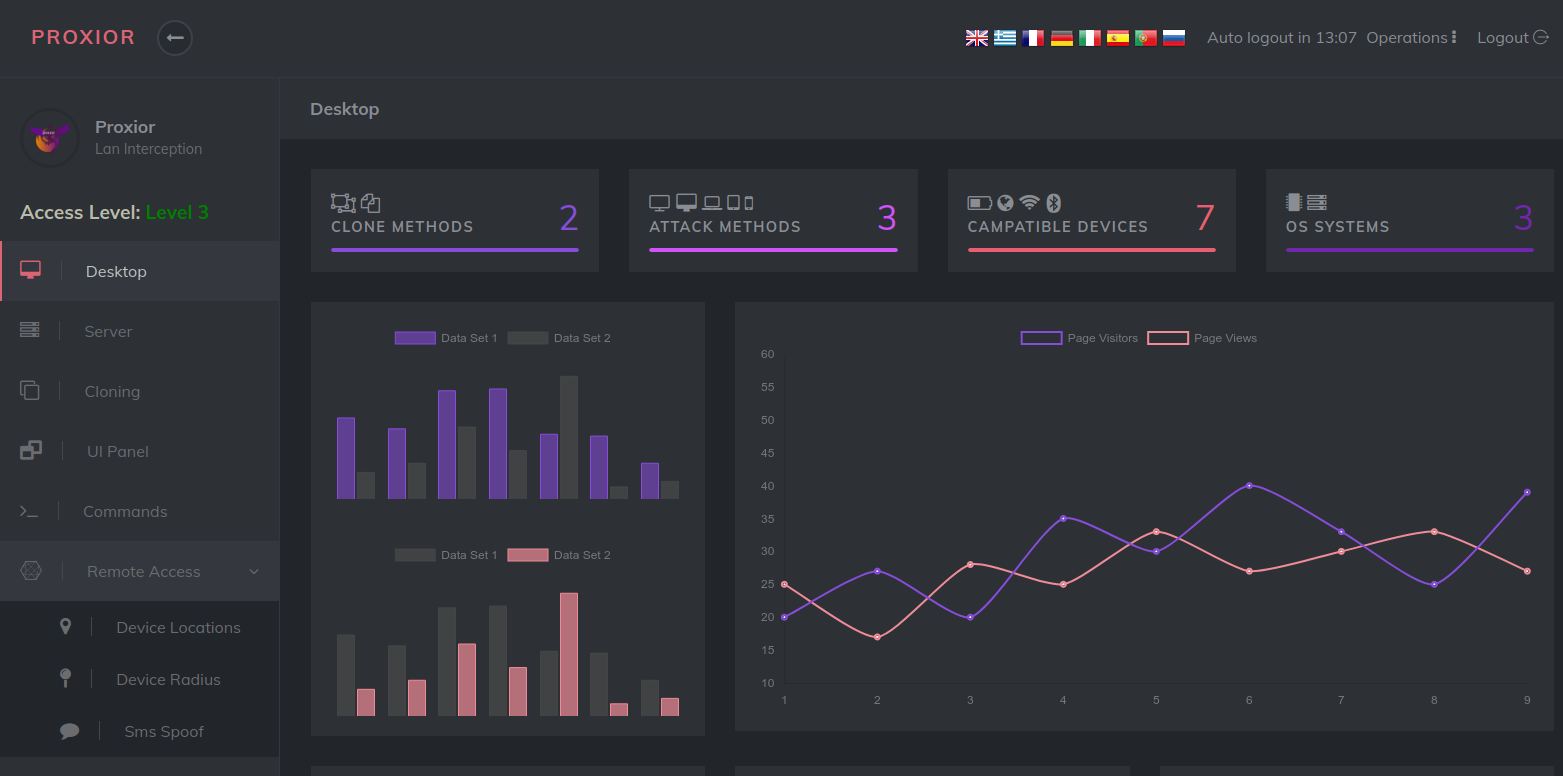 PROXIOR
Auto logout in 13:07 Operations Logout
Proxior
Lan Interception
Access Level: Level 3
Desktop
Server
Cloning
UI Panel
Commands
Remote Access
Device Locations
Device Radius
Sms Spoof
Desktop
CLONE METHODS 2
ATTACK METHODS 3
CAMPATIBLE DEVICES 7
OS SYSTEMS 3
Data Set 1 Data Set 2
Data Set 1 Data Set 2
Page Visitors Page Views
60
55
50
45
40
35
30
25
20
15
10
1 2 3 4 5 6 7 8 9